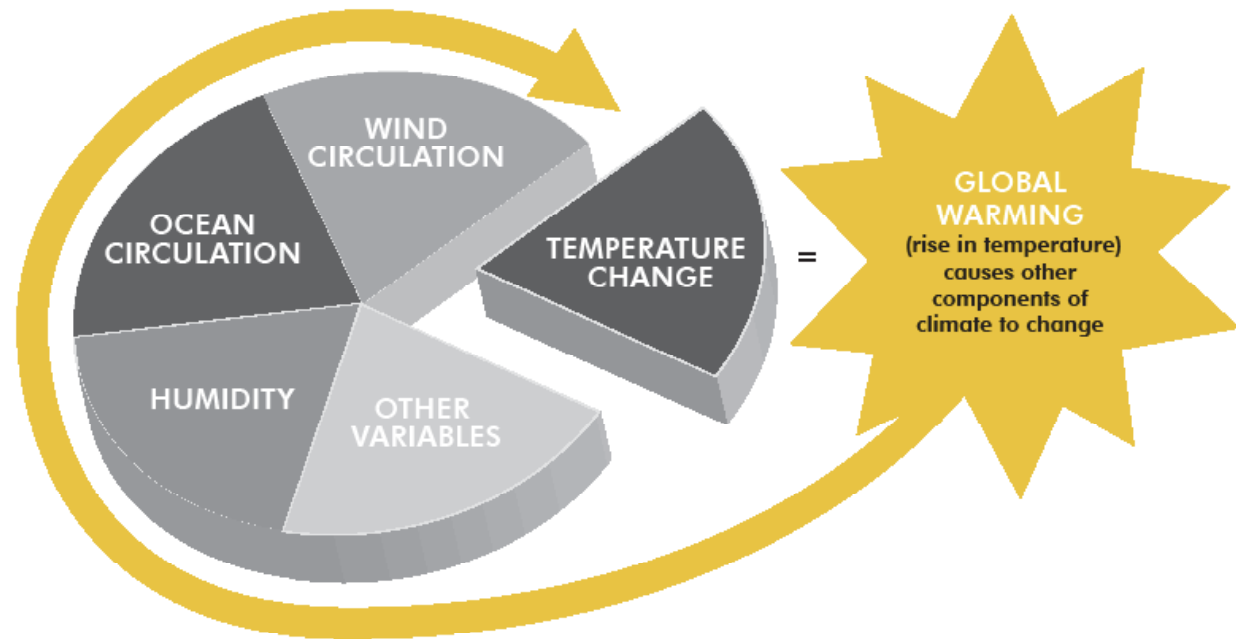 WIND
CIRCULATION
OCEAN
CIRCULATION
TEMPERATURE
CHANGE
=
HUMIDITY
OTHER
VARIABLES
GLOBAL
WARMING
(rise in temperature)
causes other
components of
climate to change